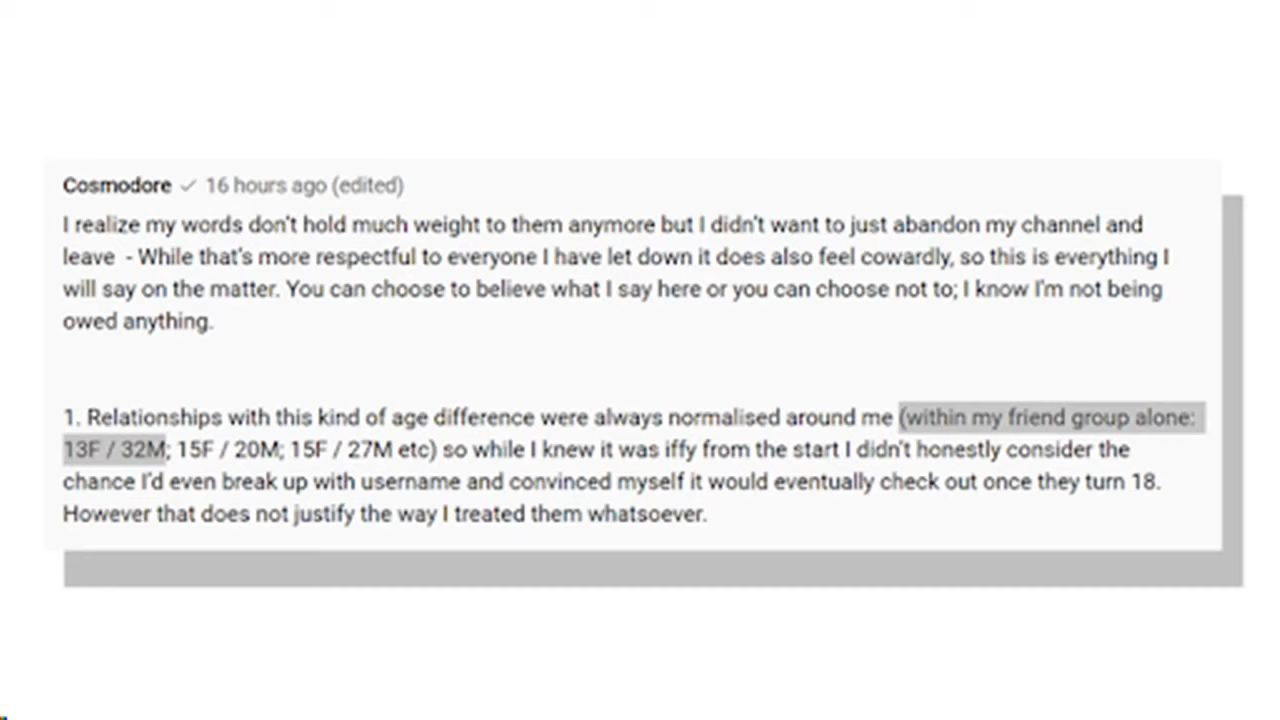 Cosmodore ✓ 16 hours ago (edited)
I realize my words don't hold much weight to them anymore but I didn't want to just abandon my channel and
leave - While that's more respectful to everyone I have let down it does also feel cowardly, so this is everything I
will say on the matter. You can choose to believe what I say here or you can choose not to; I know I'm not being
owed anything.
1. Relationships with this kind of age difference were always normalised around me (within my friend group alone:
13F / 32M; 15F / 20M; 15F / 27M etc) so while I knew it was iffy from the start I didn't honestly consider the
chance I'd even break up with username and convinced myself it would eventually check out once they turn 18.
However that does not justify the way I treated them whatsoever.